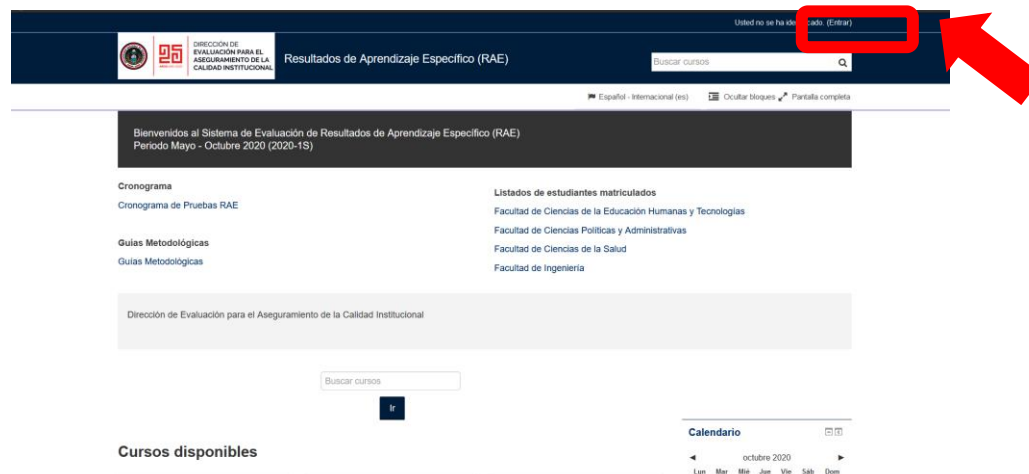 Usted no se ha identificado. (Entrar)
25
DIRECCIÓN DE
EVALUACIÓN PARA EL
ASEGURAMIENTO DE LA
CALIDAD INSTITUCIONAL
Resultados de Aprendizaje Específico (RAE)
Buscar cursos
Español - Internacional (es)
Ocultar bloques
Pantalla completa
Bienvenidos al Sistema de Evaluación de Resultados de Aprendizaje Específico (RAE)
Periodo Mayo - Octubre 2020 (2020-1S)
Cronograma
Cronograma de Pruebas RAE
Guias Metodológicas
Guías Metodológicas
Listados de estudiantes matriculados
Facultad de Ciencias de la Educación Humanas y Tecnologías
Facultad de Ciencias Políticas y Administrativas
Facultad de Ciencias de la Salud
Facultad de Ingeniería
Dirección de Evaluación para el Aseguramiento de la Calidad Institucional
Buscar cursos
Ir
Cursos disponibles
Calendario
octubre 2020
Lun Mar Mié Jue Vie Sáb Dom